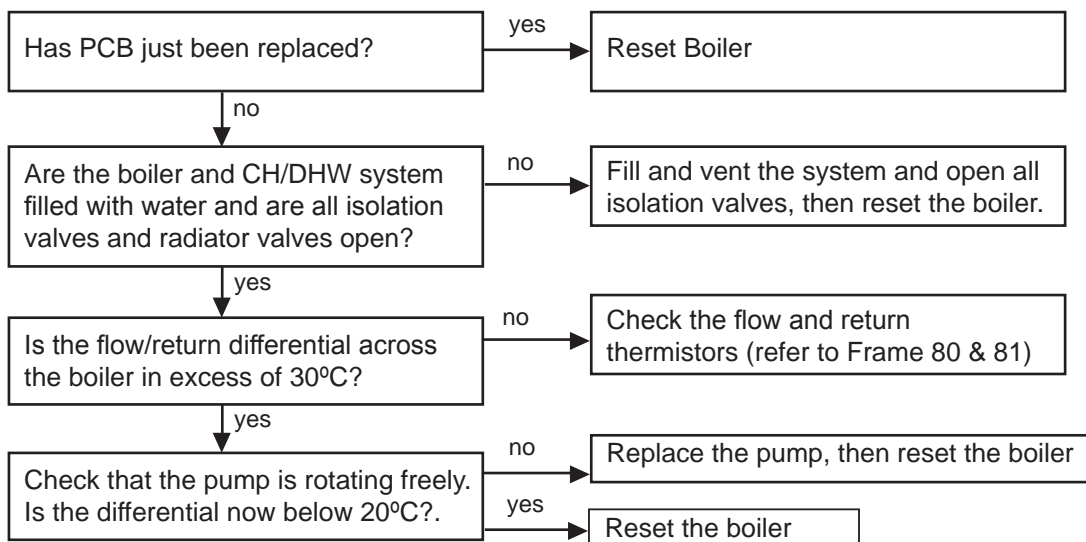 Has PCB just been replaced?
yes
Reset Boiler
no
Are the boiler and CH/DHW system
filled with water and are all isolation
valves and radiator valves open?
no
Fill and vent the system and open all
isolation valves, then reset the boiler.
yes
Is the flow/return differential across
the boiler in excess of 30ºC?
no
Check the flow and return
thermistors (refer to Frame 80 & 81)
yes
Check that the pump is rotating freely.
Is the differential now below 20ºC?.
no
Replace the pump, then reset the boiler
yes
Reset the boiler